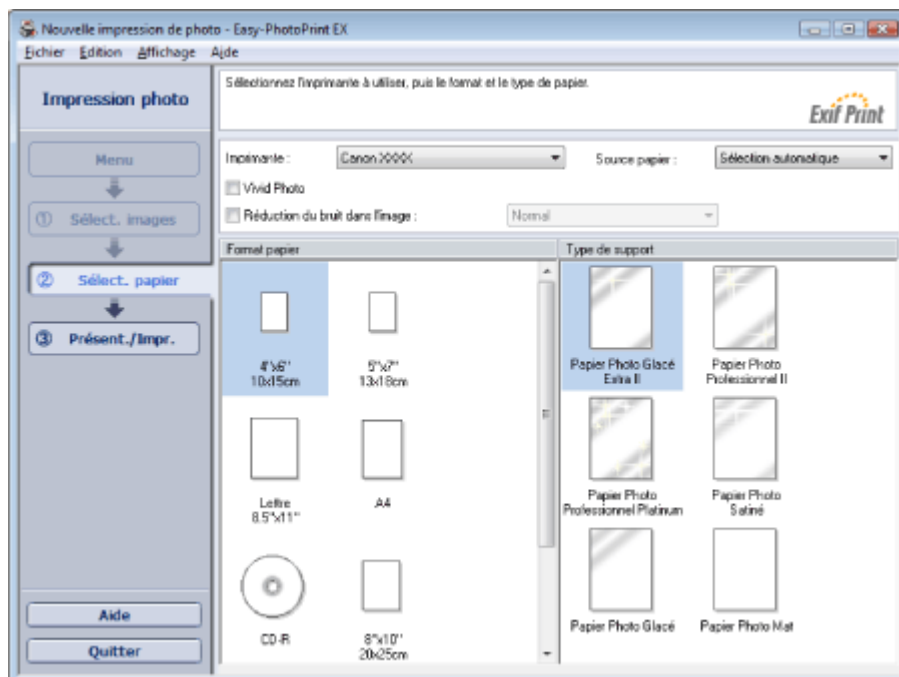 Nouvelle impression de photo - Easy-PhotoPrint EX
Fichier Edition Affichage Aide
Impression photo
Sélectionnez l'imprimante à utiliser, puis le format et le type de papier.
Exif Print
Menu
① Sélect. images
② Sélect. papier
③ Présent./Impr.
Aide
Quitter
Imprimante : Canon XXXX Source papier : Sélection automatique
Vivid Photo
Réduction du bruit dans l'image : Normal
Format papier
4"x6"
10x15cm
5"x7"
13x18cm
Lettre
8.5"x11"
A4
CD-R
8"x10"
20x25cm
Type de support
Papier Photo Glacé
Extra II
Papier Photo
Professionnel II
Papier Photo
Professionnel Platinum
Papier Photo
Satiné
Papier Photo Glacé
Papier Photo Mat